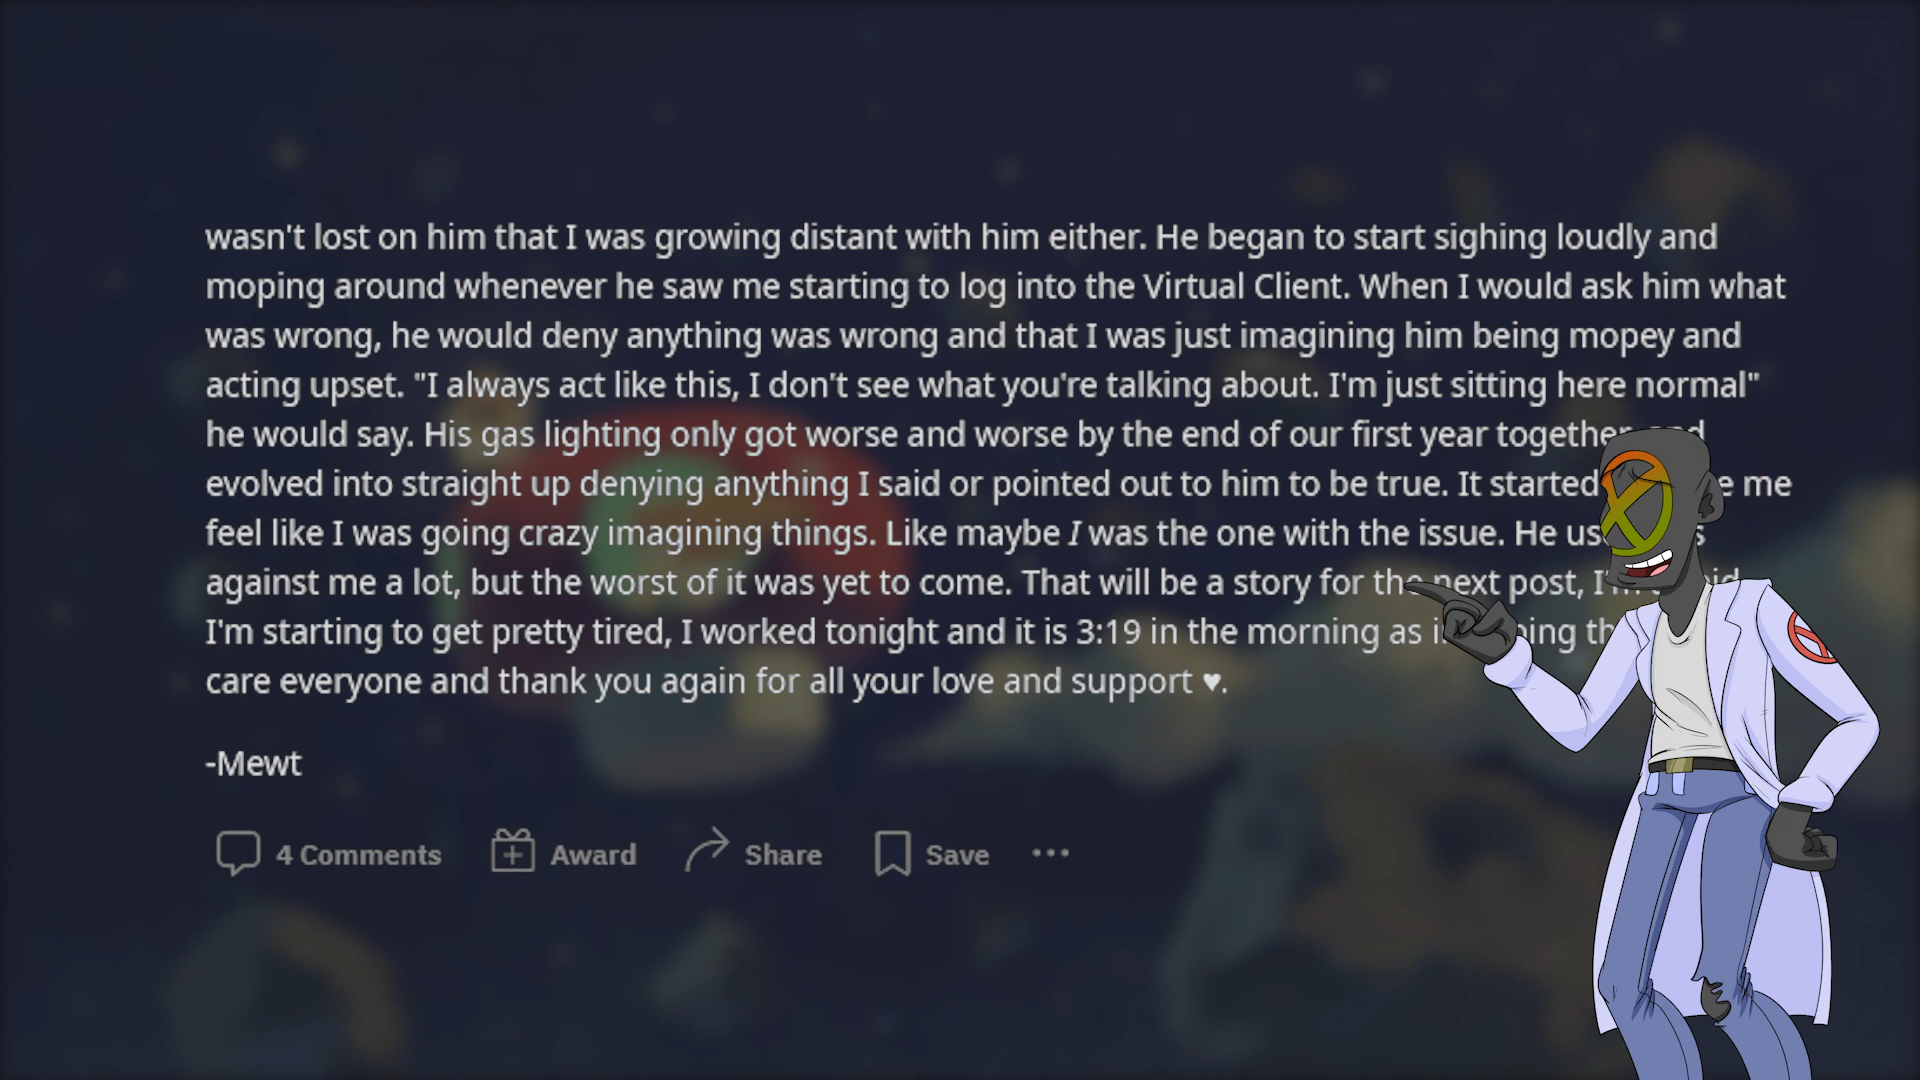 wasn't lost on him that I was growing distant with him either. He began to start sighing loudly and
moping around whenever he saw me starting to log into the Virtual Client. When I would ask him what
was wrong, he would deny anything was wrong and that I was just imagining him being mopey and
acting upset. "I always act like this, I don't see what you're talking about. I'm just sitting here normal"
he would say. His gas lighting only got worse and worse by the end of our first year together and
evolved into straight up denying anything I said or pointed out to him to be true. It started me
feel like I was going crazy imagining things. Like maybe I was the one with the issue. He
against me a lot, but the worst of it was yet to come. That will be a story for the next post,
I'm starting to get pretty tired, I worked tonight and it is 3:19 in the morning as
care everyone and thank you again for all your love and support ♥.
-Mewt
4 Comments Award Share Save •••